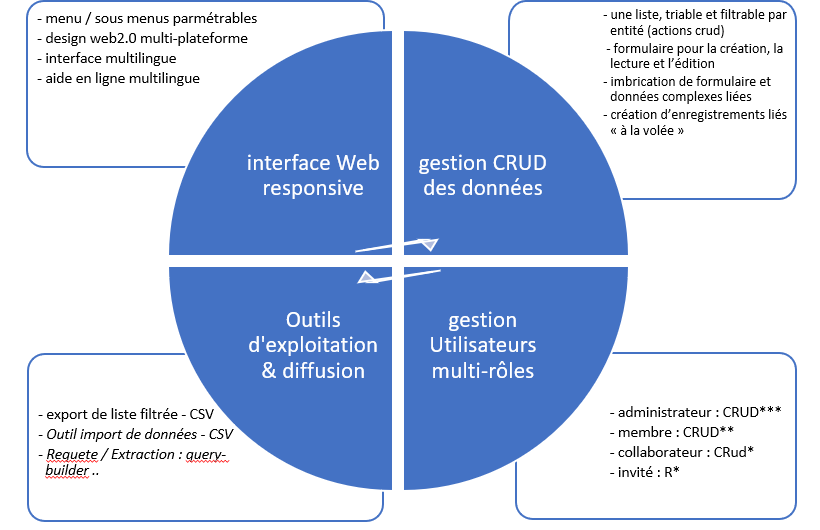 - menu / sous menus parmétrables
- design web2.0 multi-plateforme
- interface multilingue
- aide en ligne multilingue
- une liste, triable et filtrable par
entité (actions crud)
- formulaire pour la création, la
lecture et l’édition
- imbrication de formulaire et
données complexes liées
- création d’enregistrements liés
« à la volée »
interface Web
responsive
gestion CRUD
des données
Outils
d'exploitation
& diffusion
gestion
Utilisateurs
multi-rôles
- export de liste filtrée - CSV
- Outil import de données - CSV
- Requete / Extraction : query-
builder ..
- administrateur : CRUD***
- membre : CRUD**
- collaborateur : CRud*
- invité : R*